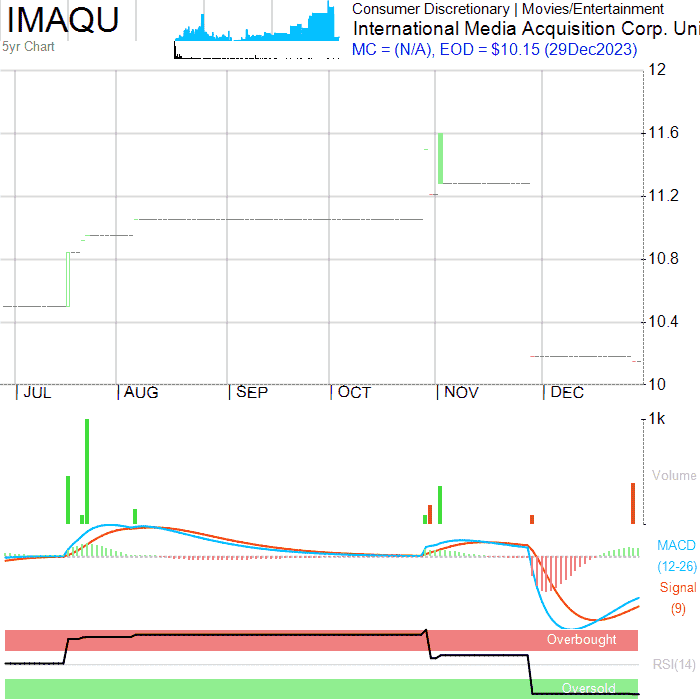 IMAQU
5yr Chart
Consumer Discretionary | Movies/Entertainment
International Media Acquisition Corp. Uni
MC = (N/A), EOD = $10.15 (29Dec2023)
12
11.6
11.2
10.8
10.4
10
JUL AUG SEP OCT NOV DEC
1k
Volume
MACD
(12-26)
Signal
(9)
Overbought
RSI(14)
Oversold